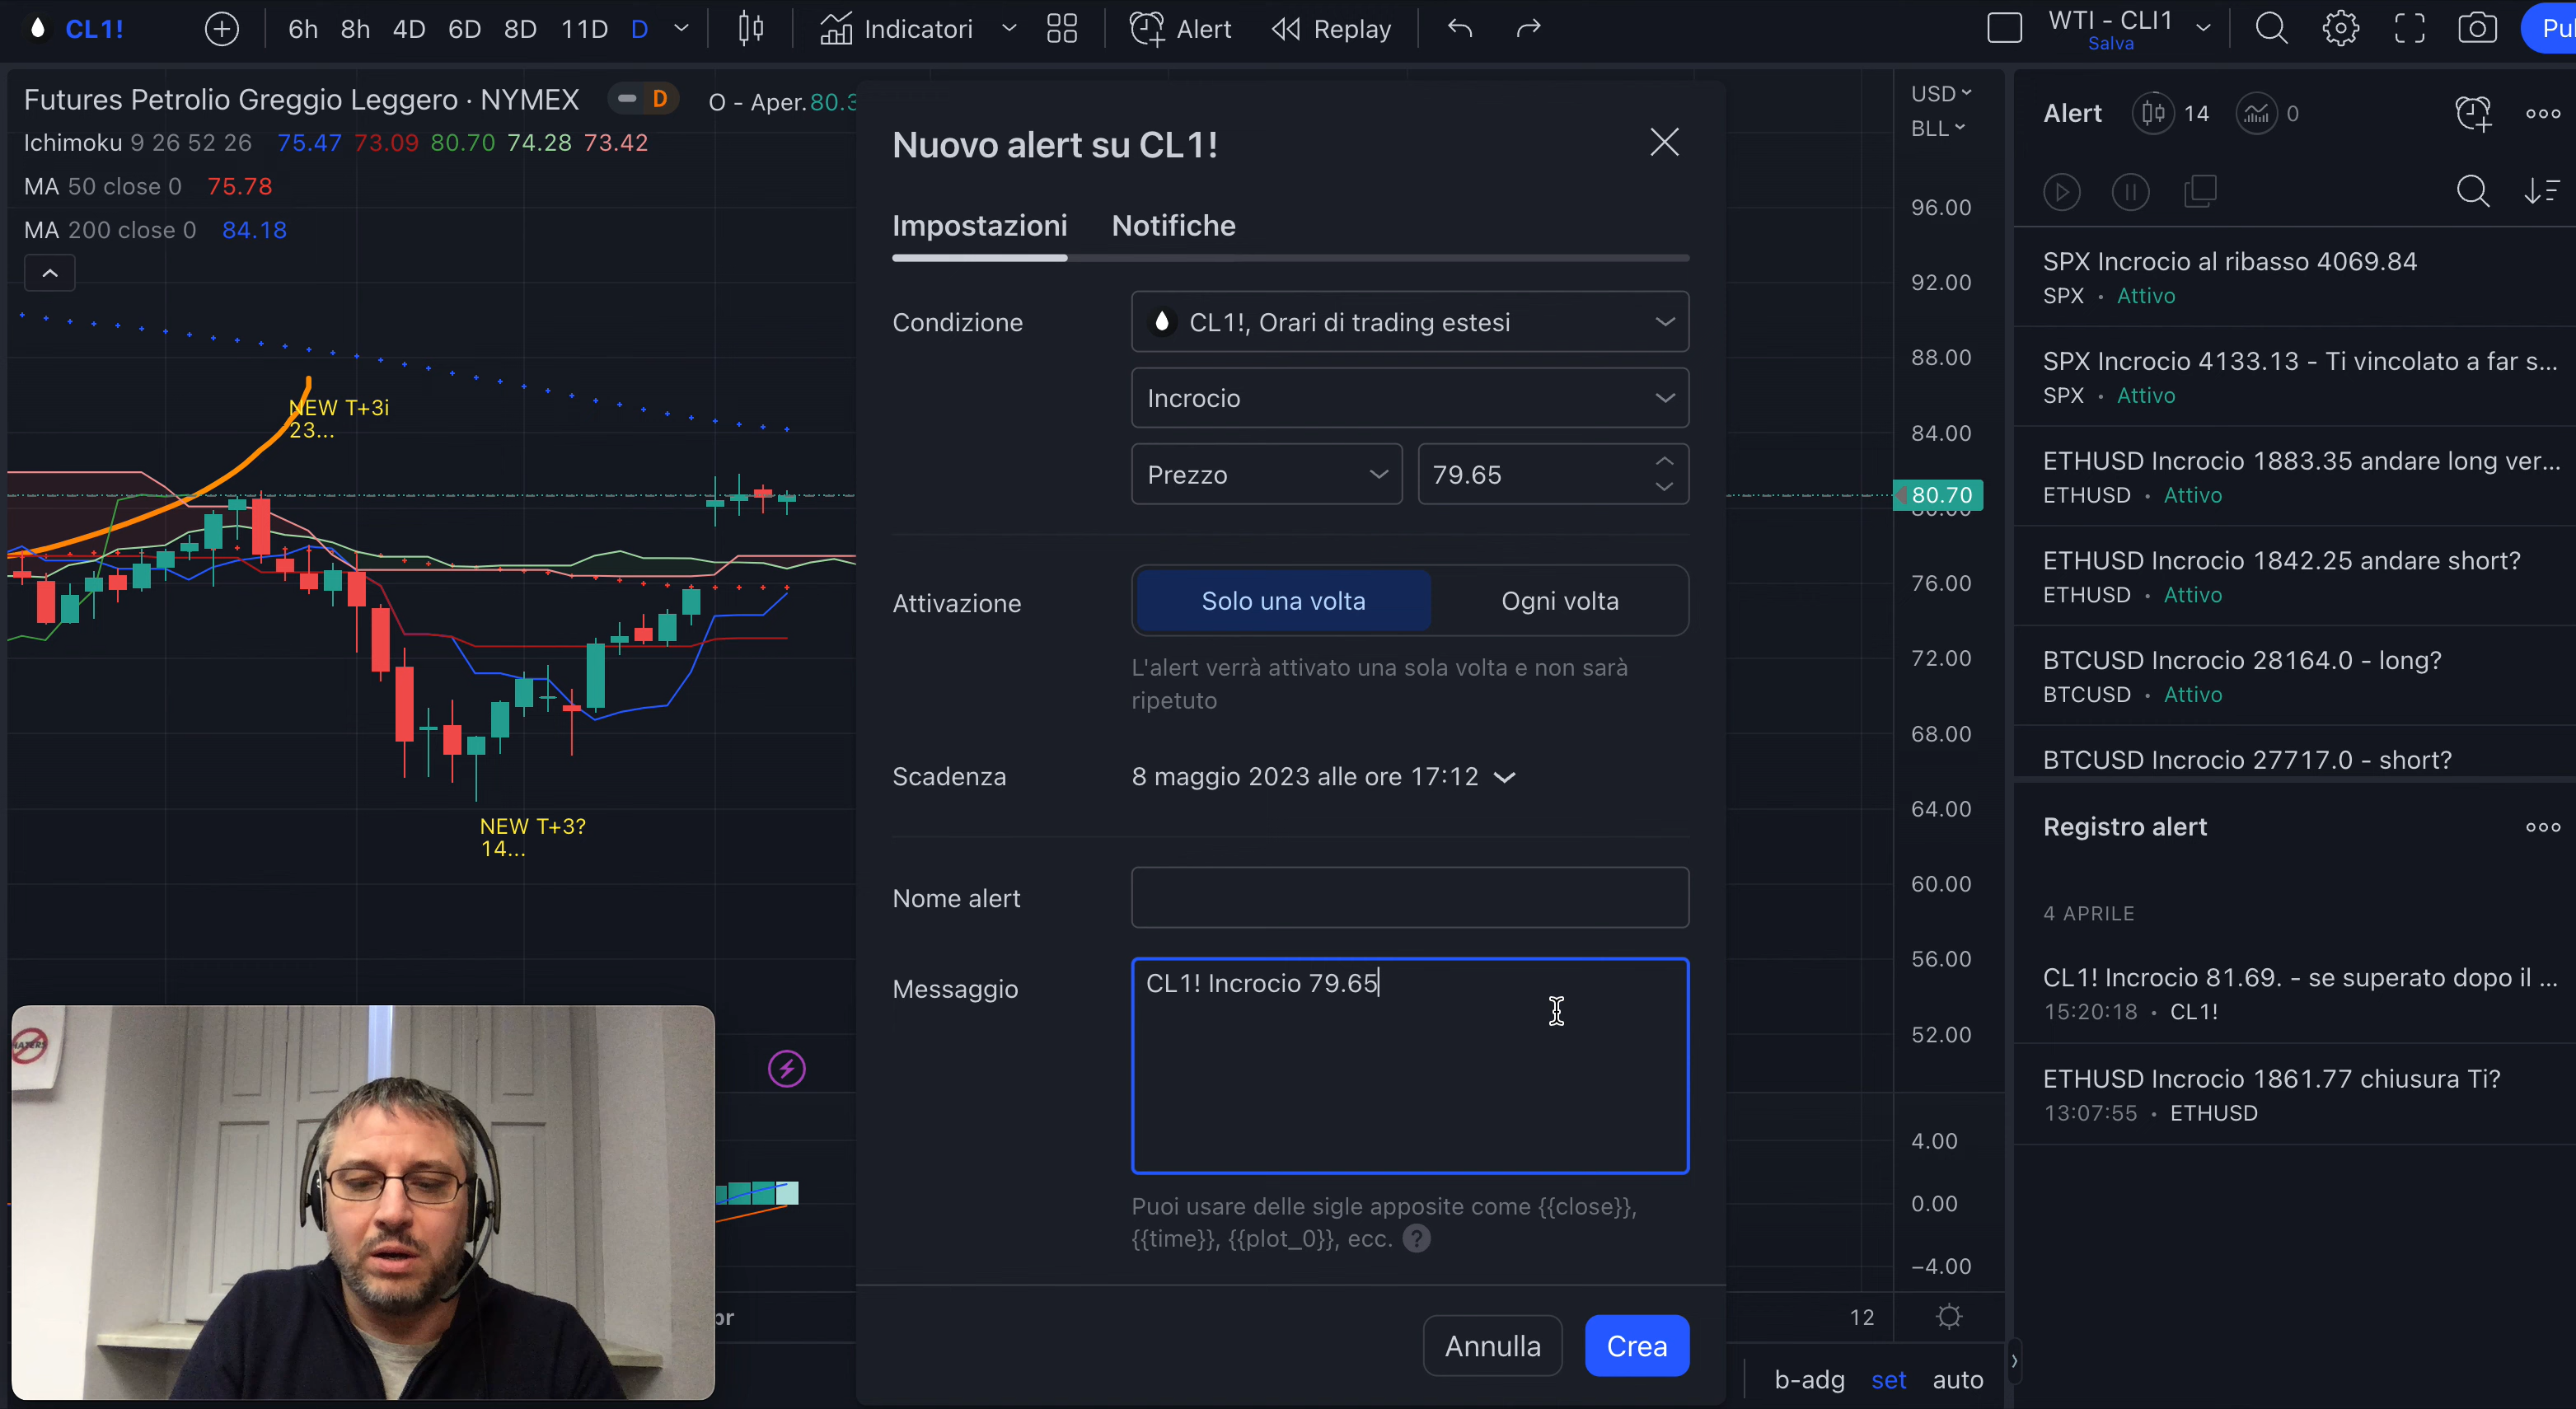 CL1!
6h 8h 4D 6D 8D 11D D
Indicatori
Alert
Replay
WTI - CLI1
Salva
Futures Petrolio Greggio Leggero · NYMEX
D
O - Aper.
Ichimoku 9 26 52 26 75.47 73.09 80.70 74.28 73.42
MA 50 close 0 75.78
MA 200 close 0 84.18
NEW T+3i
23...
NEW T+3?
14...
HATERS
Nuovo alert su CL1!
Impostazioni Notifiche
Condizione
CL1!, Orari di trading estesi
Incrocio
Prezzo
79.65
Attivazione
Solo una volta
Ogni volta
L'alert verrà attivato una sola volta e non sarà
ripetuto
Scadenza
8 maggio 2023 alle ore 17:12
Nome alert
Messaggio
CL1! Incrocio 79.65
Puoi usare delle sigle apposite come {{close}},
{{time}}, {{plot_0}}, ecc. ?
Annulla
Crea
USD
BLL
96.00
92.00
88.00
84.00
80.70
80.00
76.00
72.00
68.00
64.00
60.00
56.00
52.00
4.00
0.00
−4.00
12
b-adg set auto
Alert 14 0
SPX Incrocio al ribasso 4069.84
SPX · Attivo
SPX Incrocio 4133.13 - Ti vincolato a far s...
SPX · Attivo
ETHUSD Incrocio 1883.35 andare long ver...
ETHUSD · Attivo
ETHUSD Incrocio 1842.25 andare short?
ETHUSD · Attivo
BTCUSD Incrocio 28164.0 - long?
BTCUSD · Attivo
BTCUSD Incrocio 27717.0 - short?
Registro alert
4 APRILE
CL1! Incrocio 81.69. - se superato dopo il ...
15:20:18 · CL1!
ETHUSD Incrocio 1861.77 chiusura Ti?
13:07:55 · ETHUSD